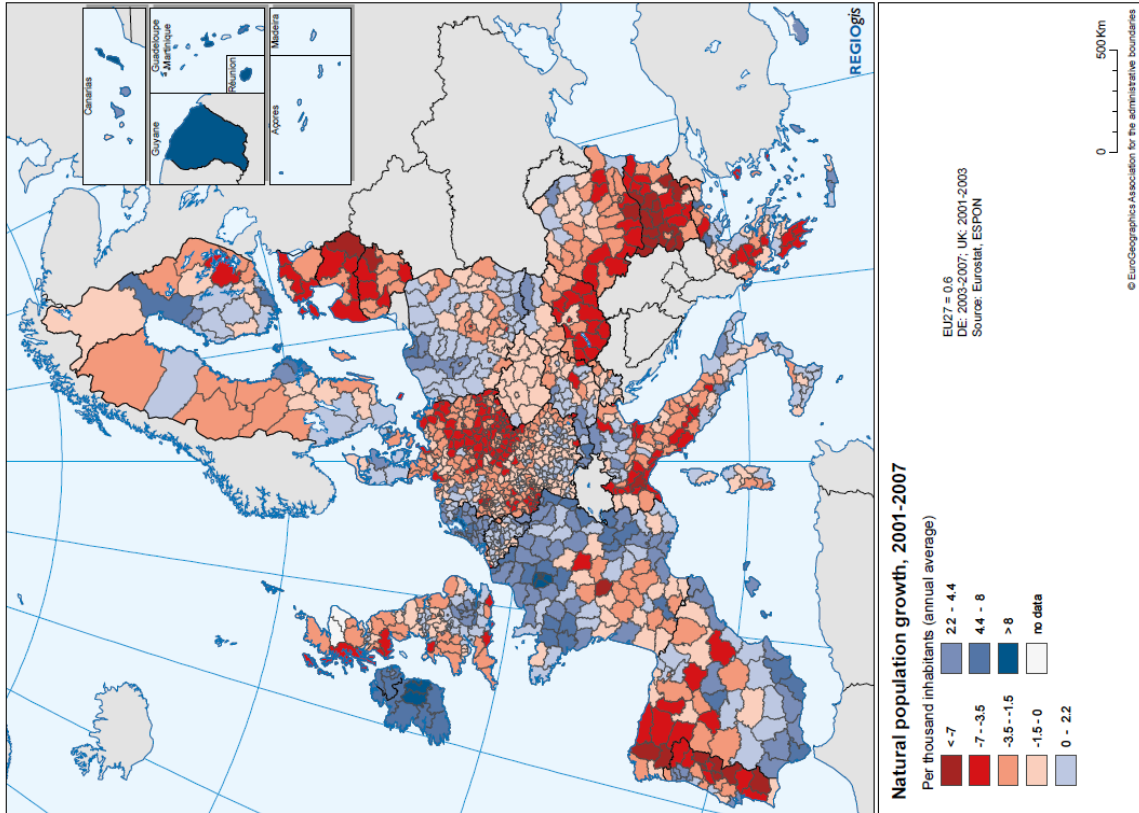 Canarias
Guyane
Guadeloupe
Martinique
Réunion
Açores
Madeira
REGIOgis
Natural population growth, 2001-2007
Per thousand inhabitants (annual average)
< -7
-7 - -3.5
-3.5 - -1.5
-1.5 - 0
0 - 2.2
2.2 - 4.4
4.4 - 8
> 8
no data
EU27 = 0.6
DE: 2003-2007; UK: 2001-2003
Source: Eurostat, ESPON
0 500 Km
© EuroGeographics Association for the administrative boundaries